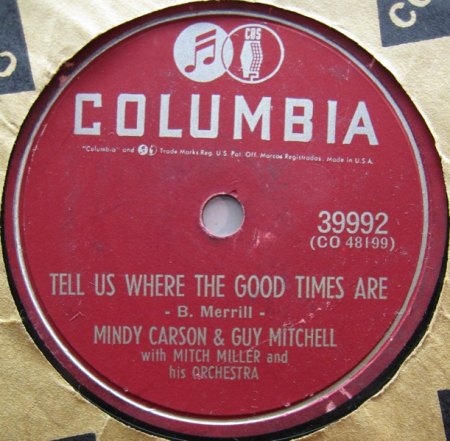 CBS
COLUMBIA
"Columbia" and Trade Marks Reg. U.S. Pat. Off. Marcas Registradas. Made in U.S.A.
39992
(CO 48199)
TELL US WHERE THE GOOD TIMES ARE
- B. Merrill -
MINDY CARSON & GUY MITCHELL
with MITCH MILLER and
his ORCHESTRA